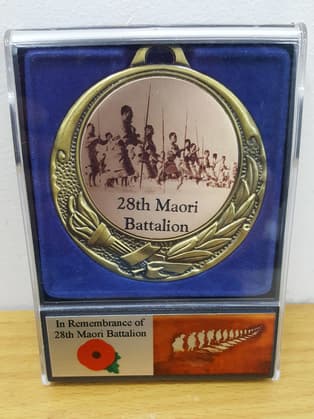 28th Maori
Battalion
In Remembrance of
28th Maori Battalion